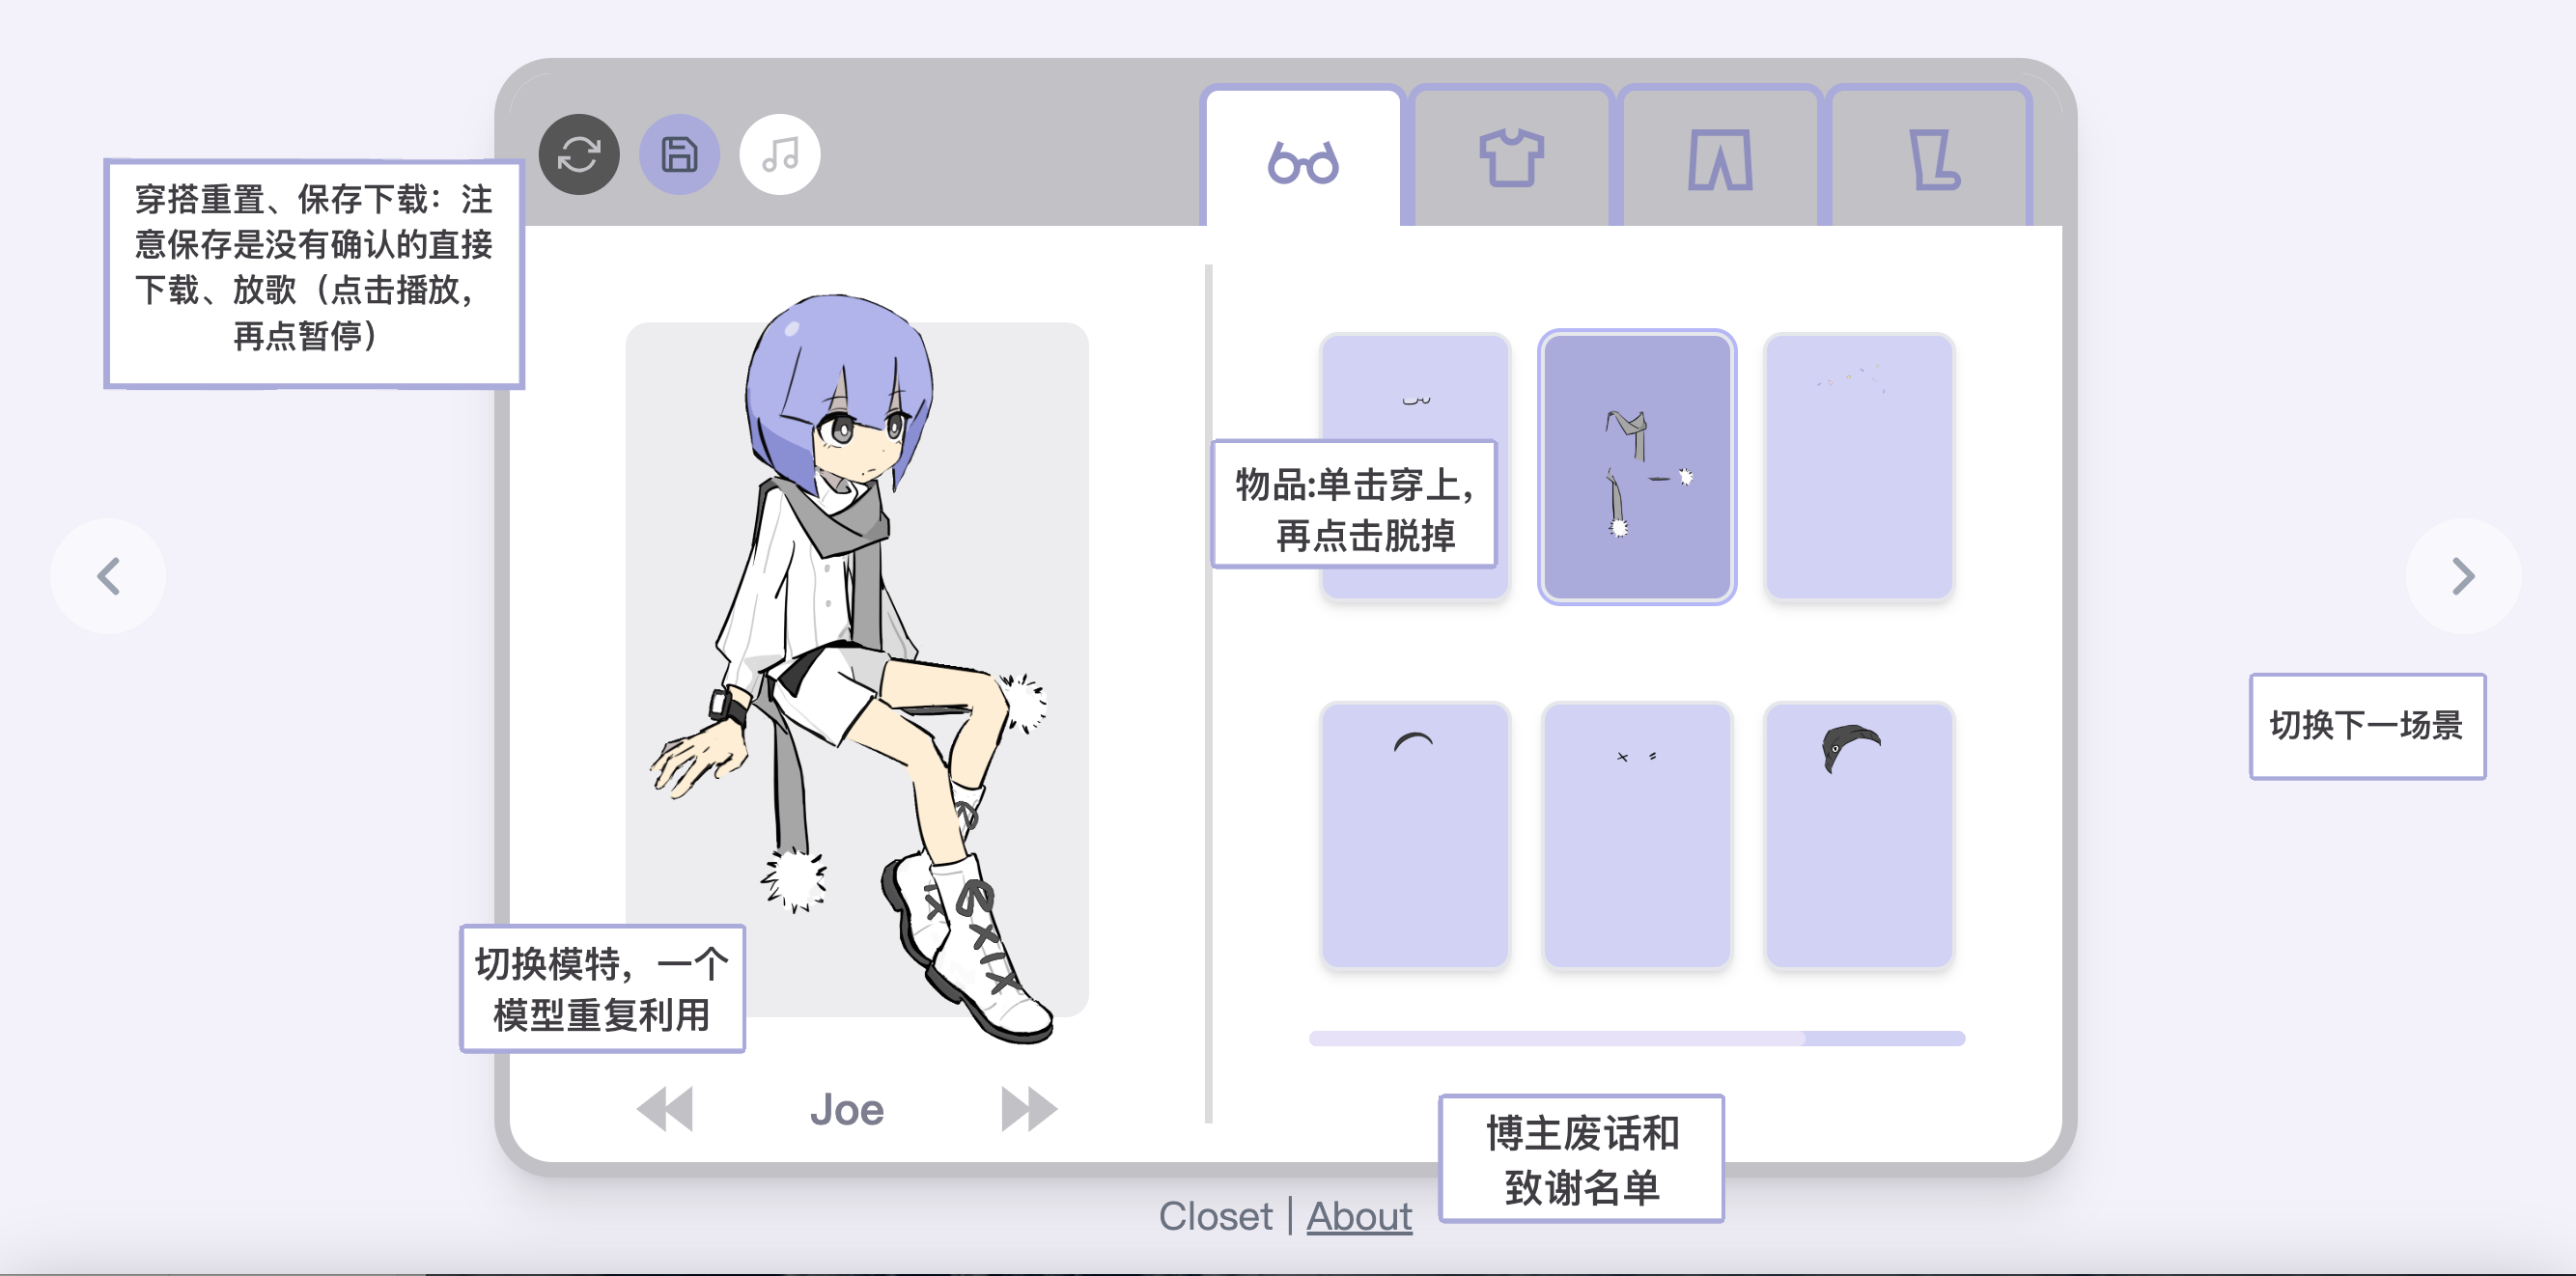 穿搭重置、保存下载：注
意保存是没有确认的直接
下载、放歌（点击播放，
再点暂停）
物品:单击穿上，
再点击脱掉
切换下一场景
切换模特，一个
模型重复利用
Joe
博主废话和
致谢名单
Closet | About